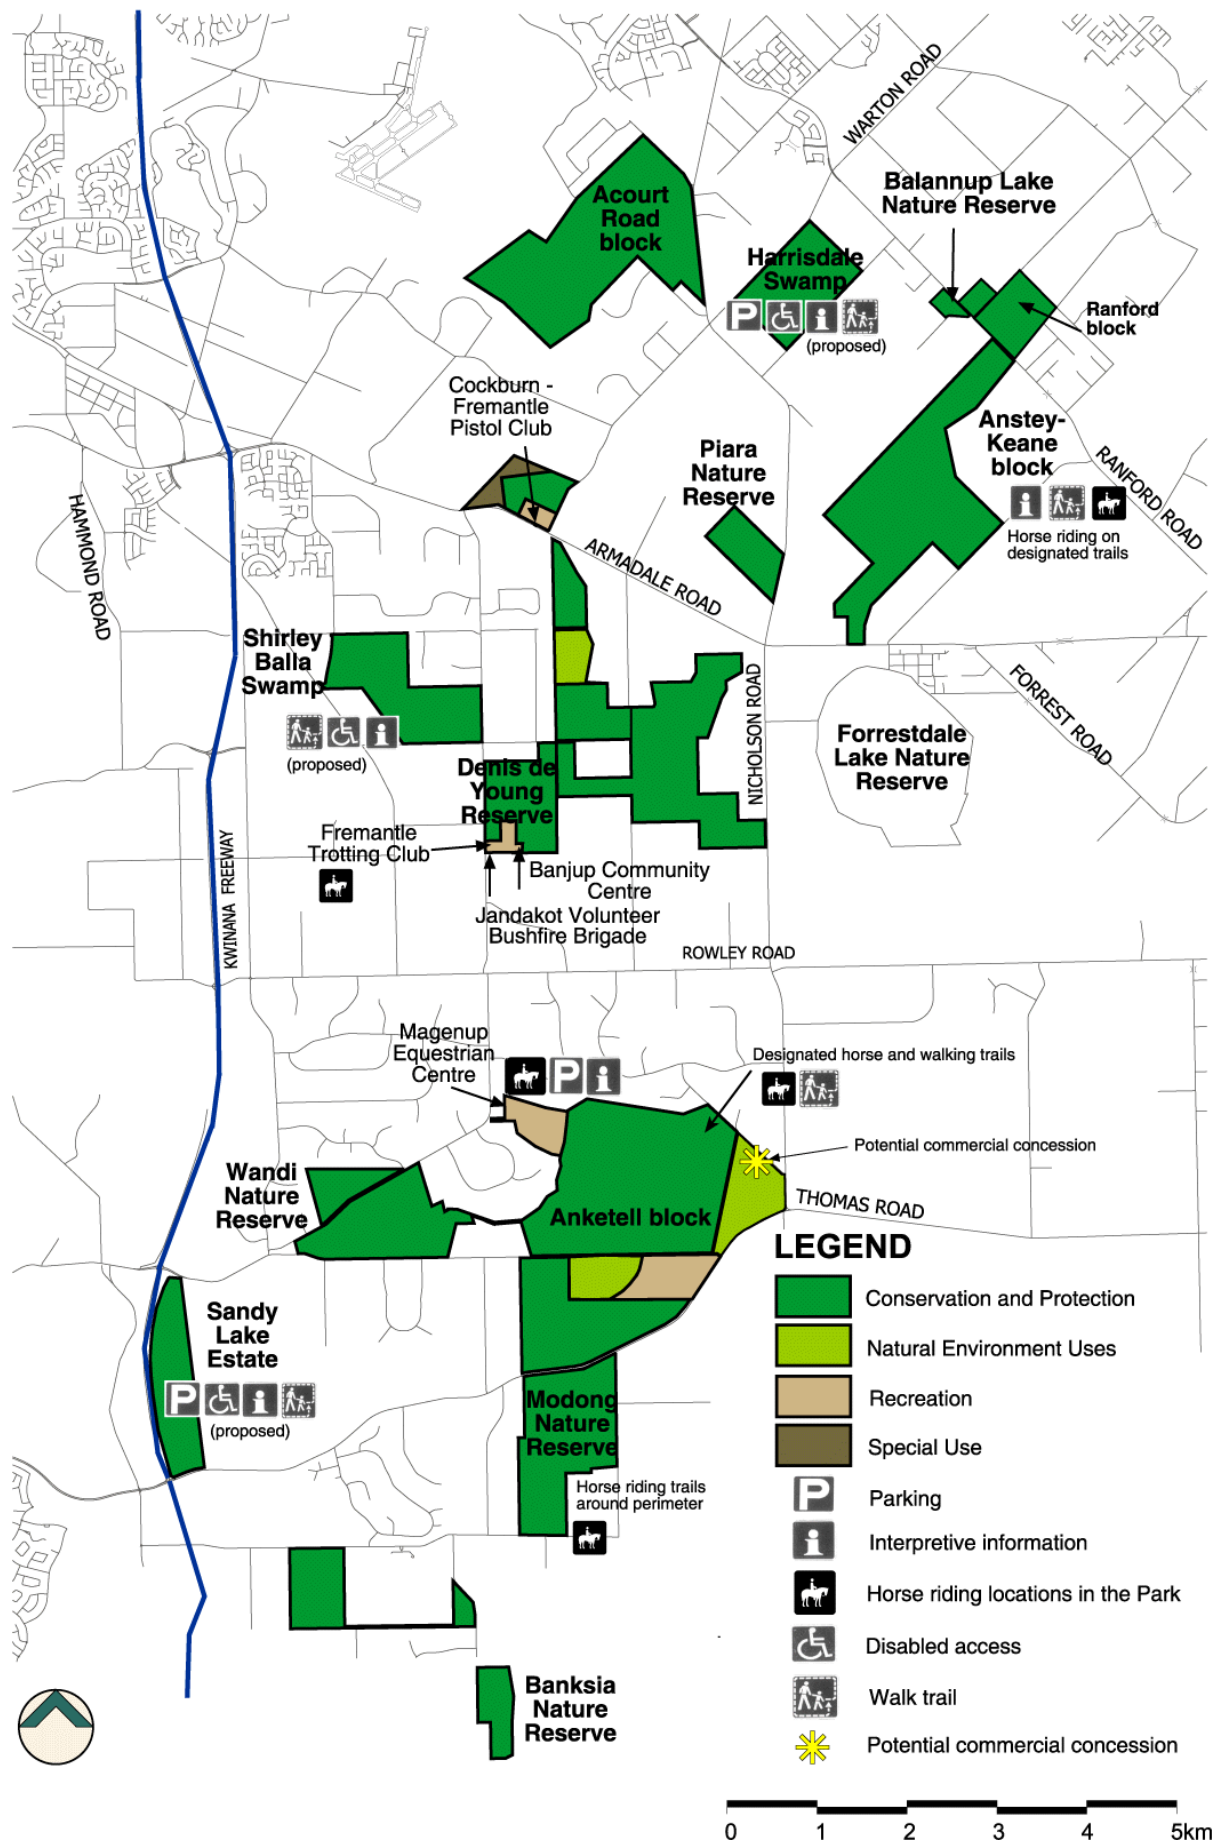 WARTON ROAD
Balannup Lake
Nature Reserve
Acourt
Road
block
Harrisdale
Swamp
P
i
(proposed)
Ranford
block
Cockburn -
Fremantle
Pistol Club
Anstey-
Keane
block
i
Horse riding on
designated trails
RANFORD ROAD
Piara
Nature
Reserve
HAMMOND ROAD
ARMADALE ROAD
Shirley
Balla
Swamp
i
(proposed)
NICHOLSON ROAD
FORREST ROAD
Forrestdale
Lake Nature
Reserve
Denis de
Young
Reserve
Fremantle
Trotting Club
Banjup Community
Centre
Jandakot Volunteer
Bushfire Brigade
KWINANA FREEWAY
ROWLEY ROAD
Magenup
Equestrian
Centre
P
i
Designated horse and walking trails
Potential commercial concession
Wandi
Nature
Reserve
Anketell block
THOMAS ROAD
Sandy
Lake
Estate
P
i
(proposed)
Modong
Nature
Reserve
Horse riding trails
around perimeter
Banksia
Nature
Reserve
LEGEND
Conservation and Protection
Natural Environment Uses
Recreation
Special Use
P Parking
i Interpretive information
Horse riding locations in the Park
Disabled access
Walk trail
Potential commercial concession
0 1 2 3 4 5km